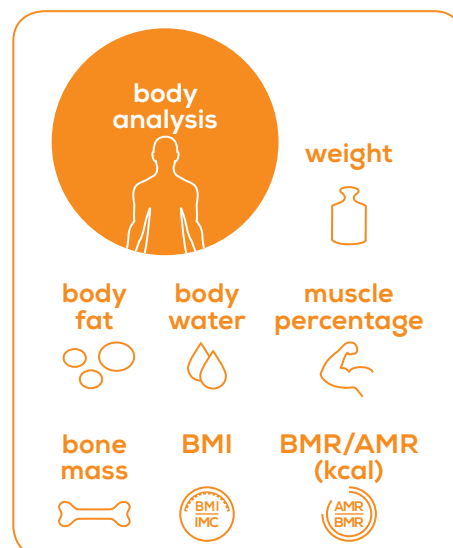 body
analysis
weight
body
fat
body
water
muscle
percentage
bone
mass
BMI
BMI
IMC
BMR/AMR
(kcal)
AMR
BMR